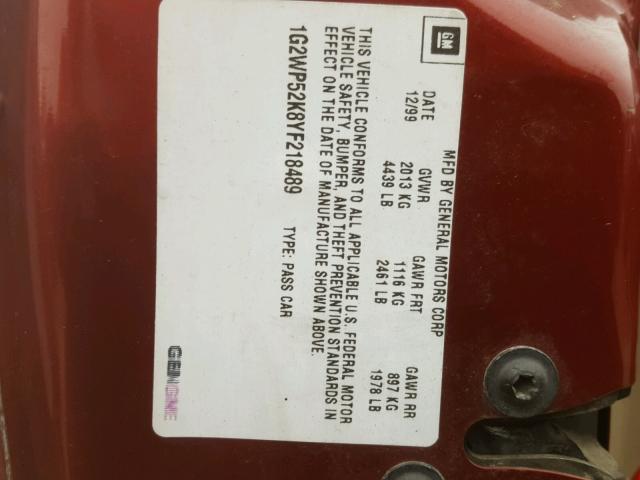 GM
MFD BY GENERAL MOTORS CORP
DATE GVWR GAWR FRT GAWR RR
12/99 2013 KG 1116 KG 897 KG
4439 LB 2461 LB 1978 LB
THIS VEHICLE CONFORMS TO ALL APPLICABLE U.S. FEDERAL MOTOR
VEHICLE SAFETY, BUMPER, AND THEFT PREVENTION STANDARDS IN
EFFECT ON THE DATE OF MANUFACTURE SHOWN ABOVE.
1G2WP52K8YF218489 TYPE: PASS CAR